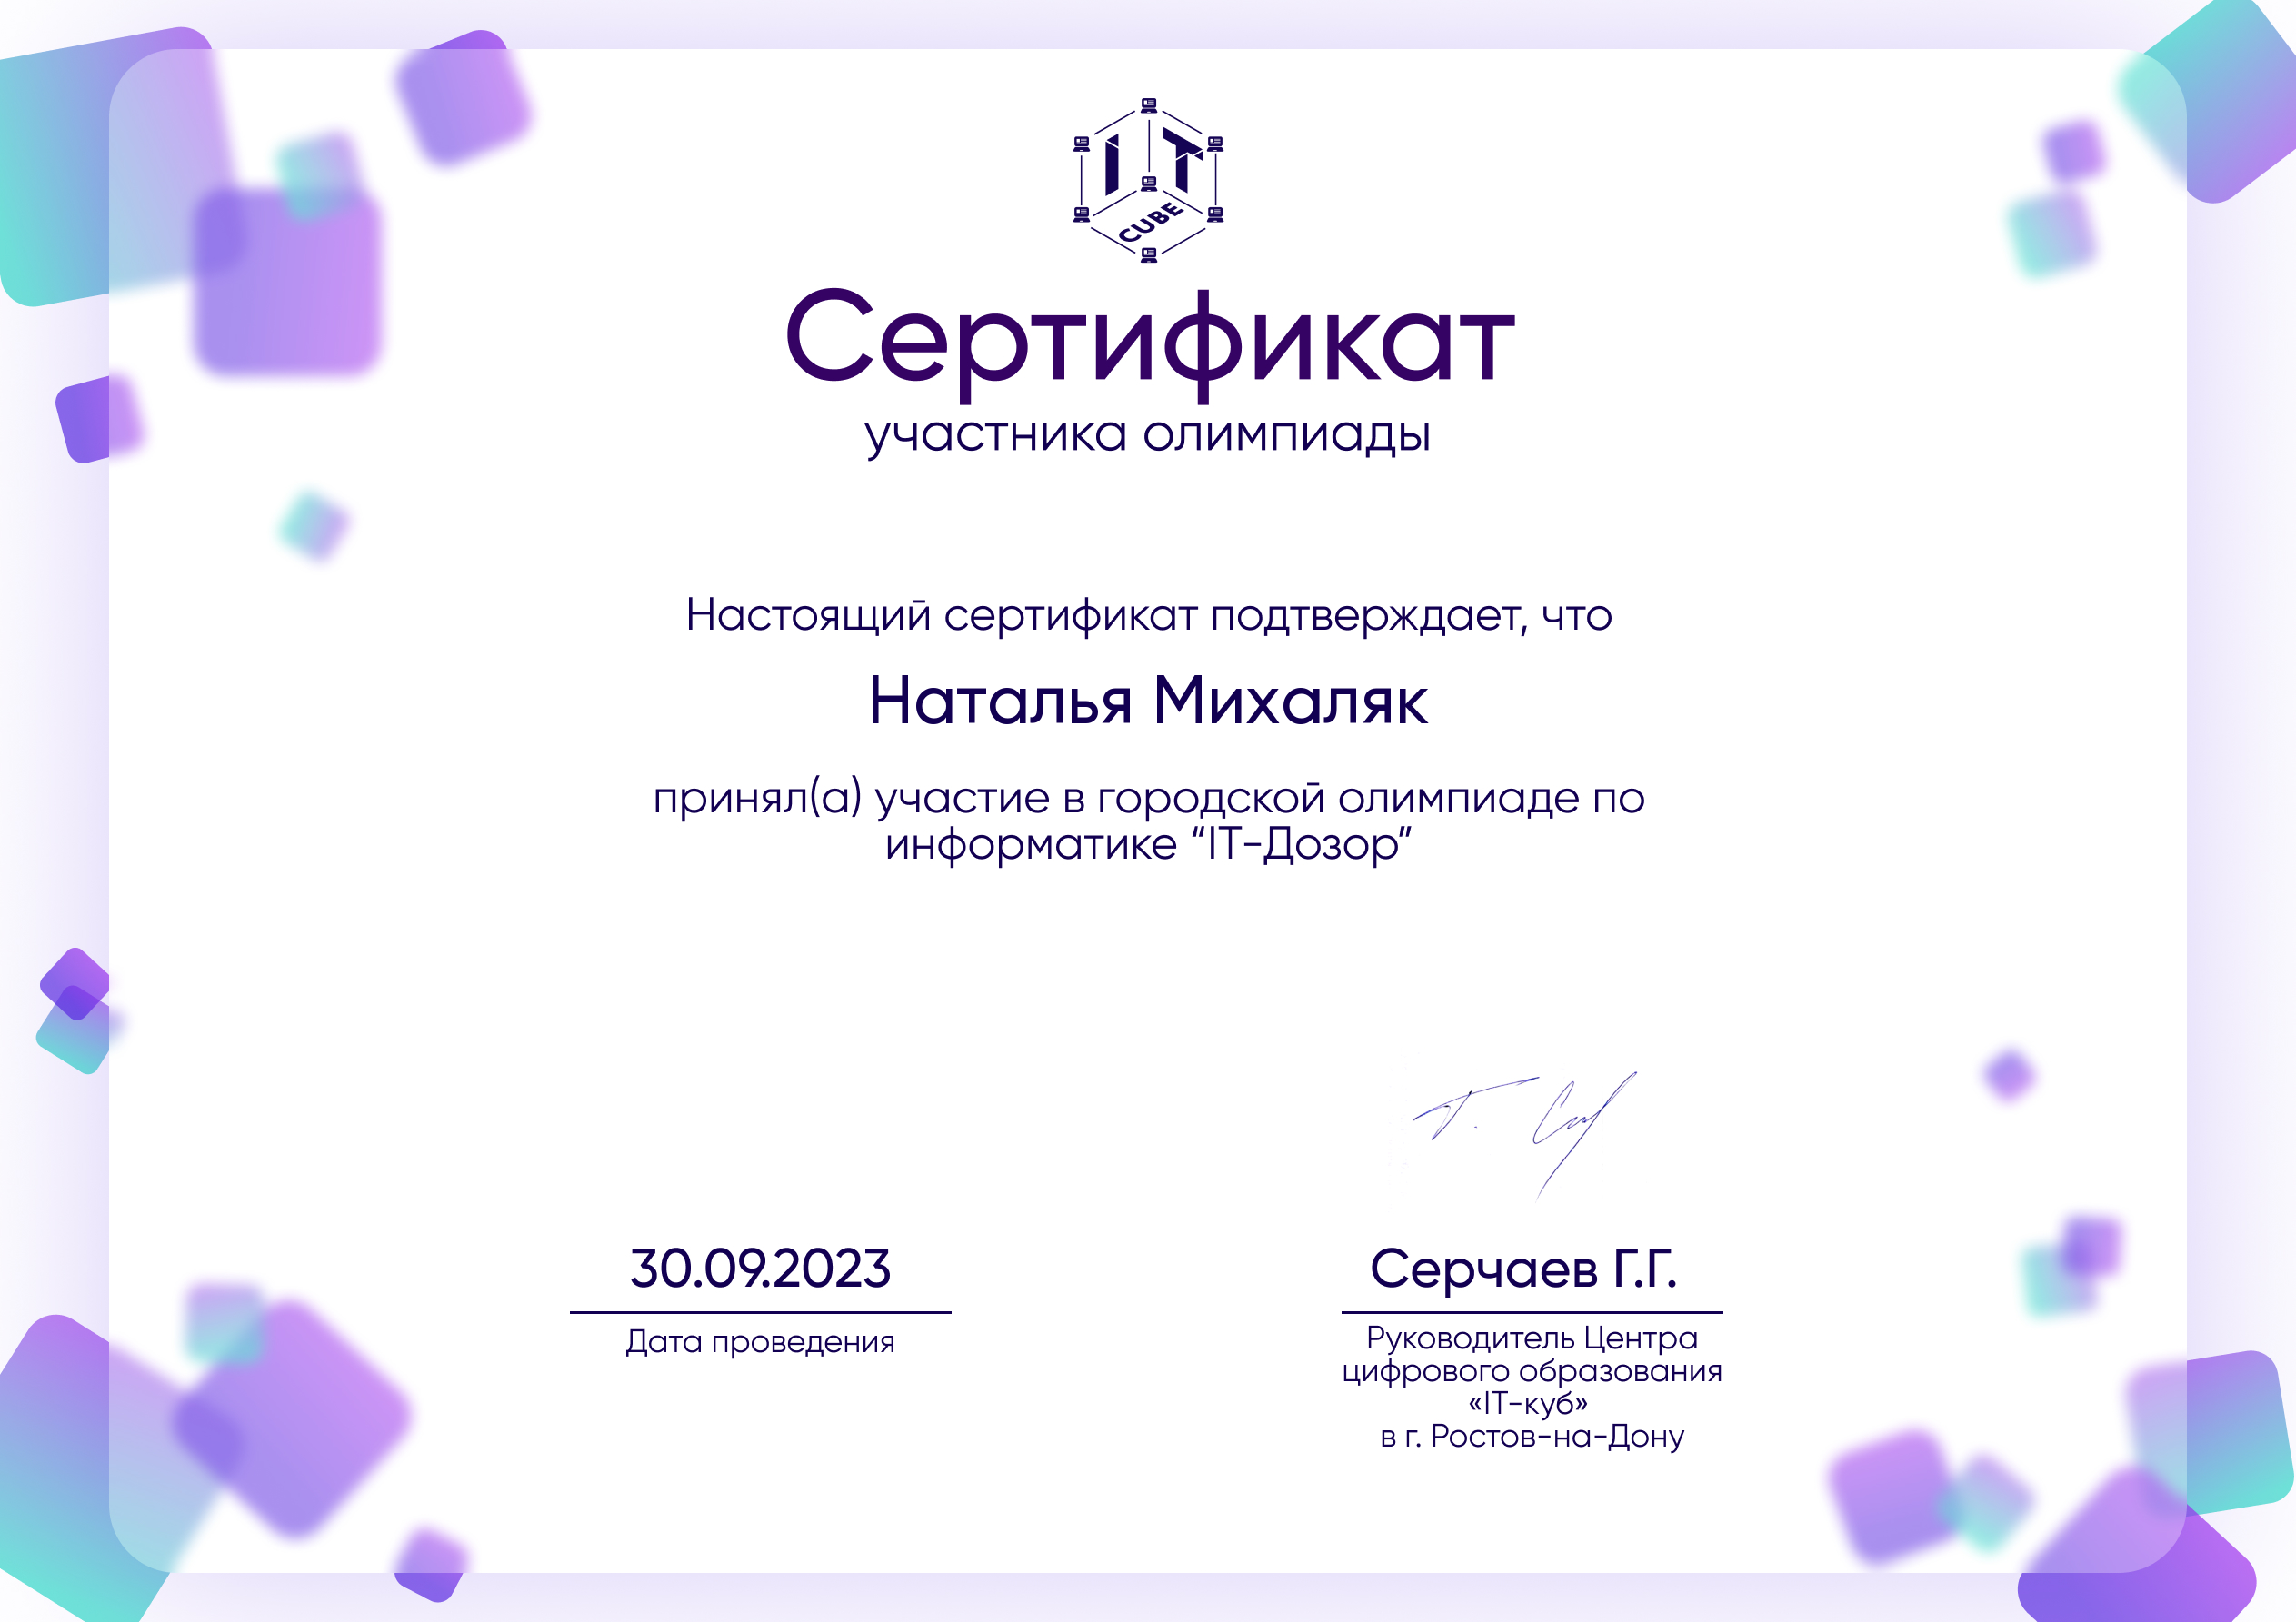 IT
CUBE
Сертификат
участника олимпиады
Настоящий сертификат подтверждает, что
Наталья Михаляк
принял(а) участие в городской олимпиаде по
информатике “IT-Дозор”
30.09.2023
Дата проведения
Серчаев Г.Г.
Руководитель Центра
цифрового образования
«IT-куб»
в г. Ростов-на-Дону